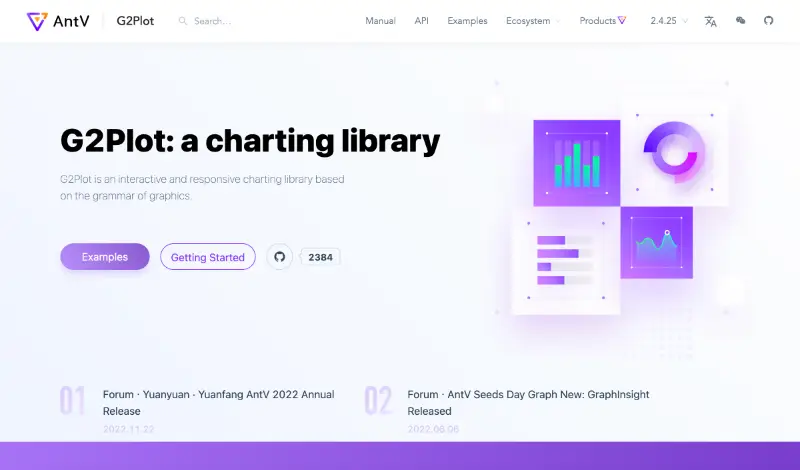 AntV
G2Plot
Search…
Manual
API
Examples
Ecosystem
Products
2.4.25
G2Plot: a charting library
G2Plot is an interactive and responsive charting library based
on the grammar of graphics.
Examples
Getting Started
2384
01
Forum · Yuanyuan · Yuanfang AntV 2022 Annual
Release
2022.11.22
02
Forum · AntV Seeds Day Graph New: GraphInsight
Released
2022.06.06